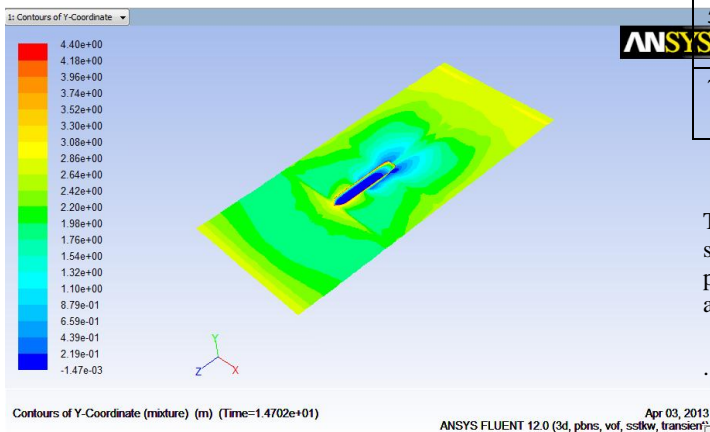 1: Contours of Y-Coordinate
4.40e+00
4.18e+00
3.96e+00
3.74e+00
3.52e+00
3.30e+00
3.08e+00
2.86e+00
2.64e+00
2.42e+00
2.20e+00
1.98e+00
1.76e+00
1.54e+00
1.32e+00
1.10e+00
8.79e-01
6.59e-01
4.39e-01
2.19e-01
-1.47e-03
ANSYS
Y
Z
X
Contours of Y-Coordinate (mixture) (m) (Time=1.4702e+01)
Apr 03, 2013
ANSYS FLUENT 12.0 (3d, pbns, vof, sstkw, transient)